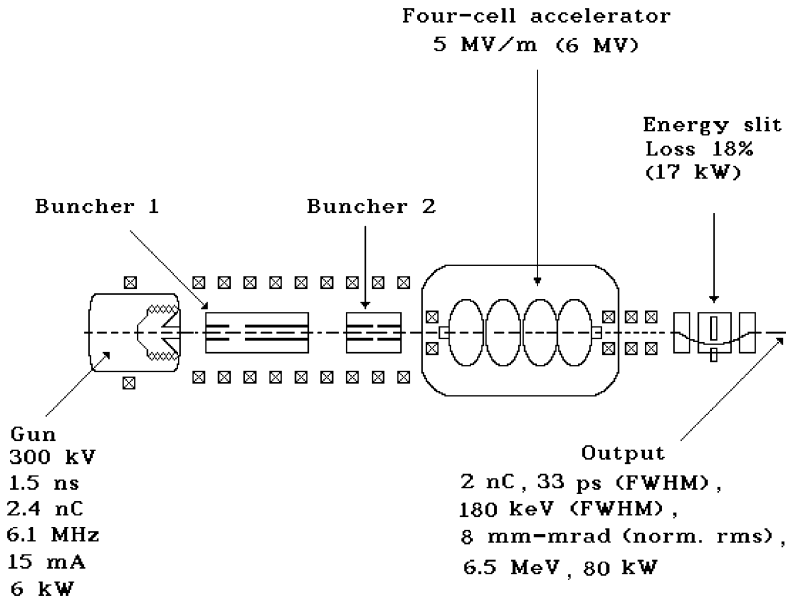 Four-cell accelerator
5 MV/m (6 MV)
Energy slit
Loss 18%
(17 kW)
Buncher 1
Buncher 2
Gun
300 kV
1.5 ns
2.4 nC
6.1 MHz
15 mA
6 kW
Output
2 nC, 33 ps (FWHM),
180 keV (FWHM),
8 mm-mrad (norm. rms),
6.5 MeV, 80 kW